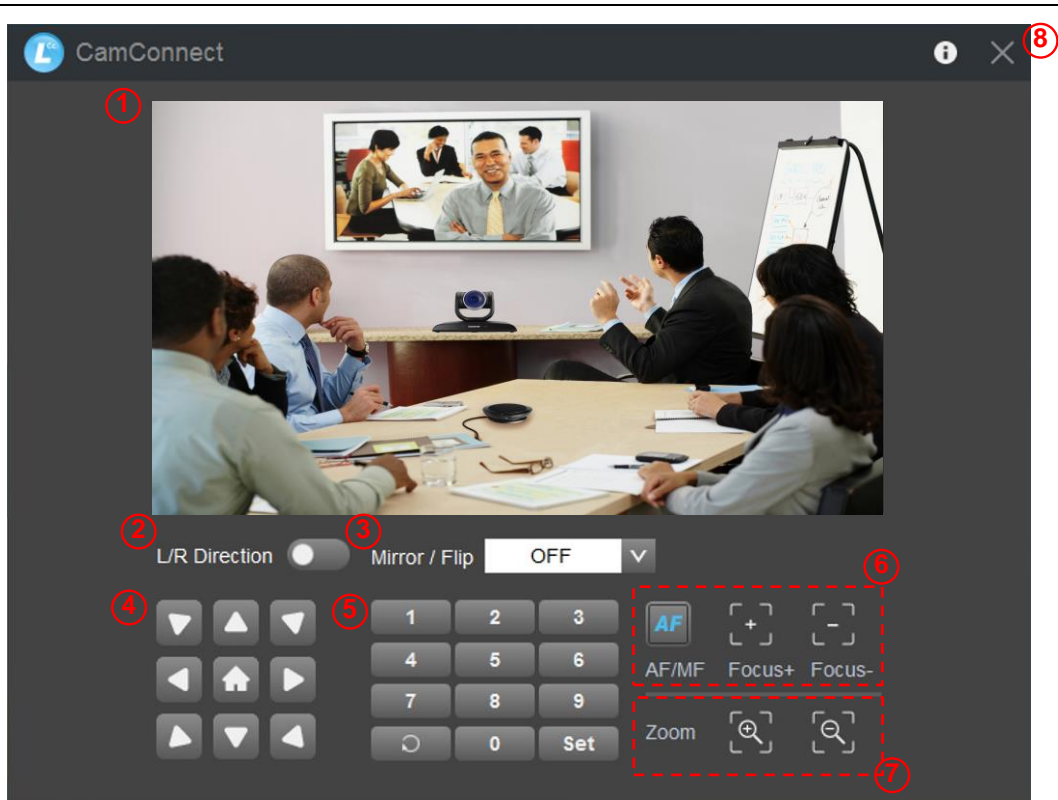 CamConnect
8
1
2
3
L/R Direction
Mirror / Flip
OFF
6
4
5
1 2 3
4 5 6
7 8 9
0 Set
AF
AF/MF Focus+ Focus-
Zoom
7